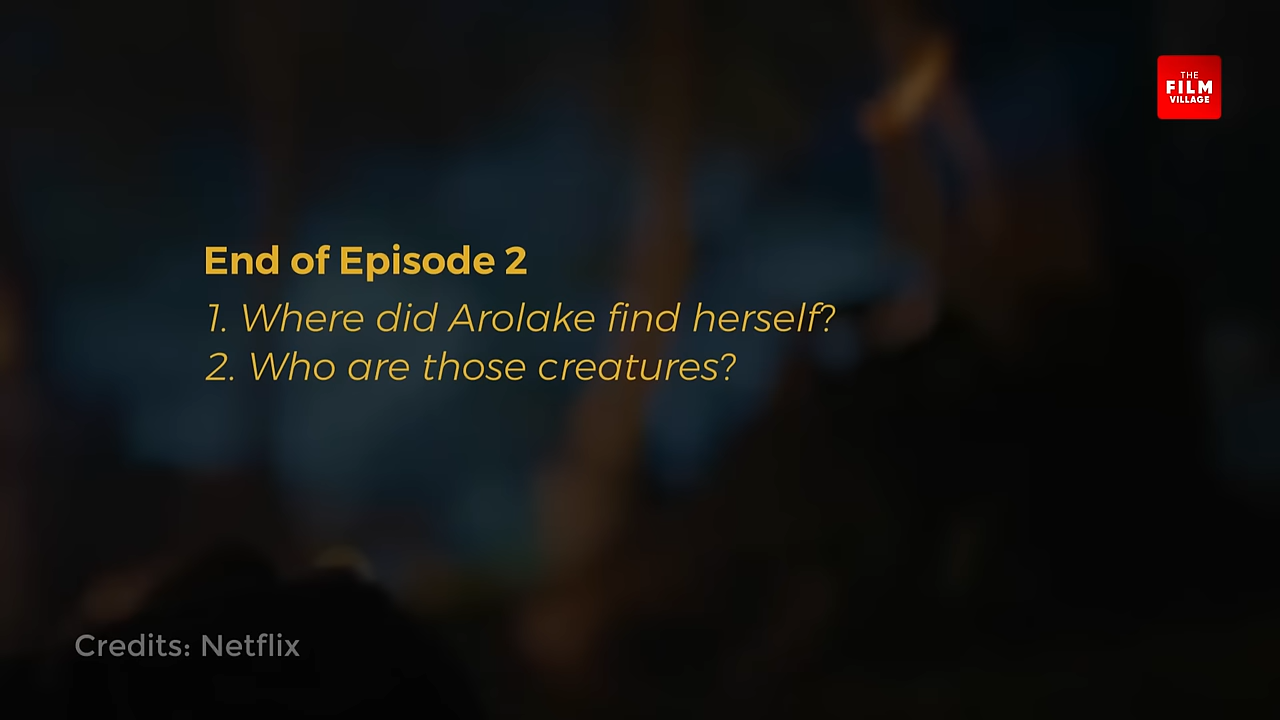 THE
FILM
VILLAGE
End of Episode 2
1. Where did Arolake find herself?
2. Who are those creatures?
Credits: Netflix